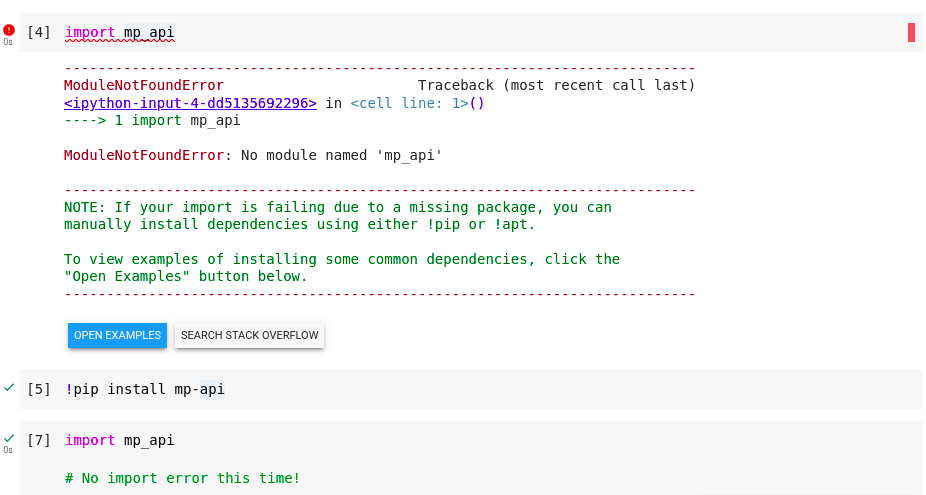 [4] import mp_api
0s
---------------------------------------------------------------------------
ModuleNotFoundError                       Traceback (most recent call last)
<ipython-input-4-dd5135692296> in <cell line: 1>()
----> 1 import mp_api

ModuleNotFoundError: No module named 'mp_api'

---------------------------------------------------------------------------
NOTE: If your import is failing due to a missing package, you can
manually install dependencies using either !pip or !apt.

To view examples of installing some common dependencies, click the
"Open Examples" button below.
---------------------------------------------------------------------------
OPEN EXAMPLES SEARCH STACK OVERFLOW
[5] !pip install mp-api
[7] import mp_api
0s
# No import error this time!